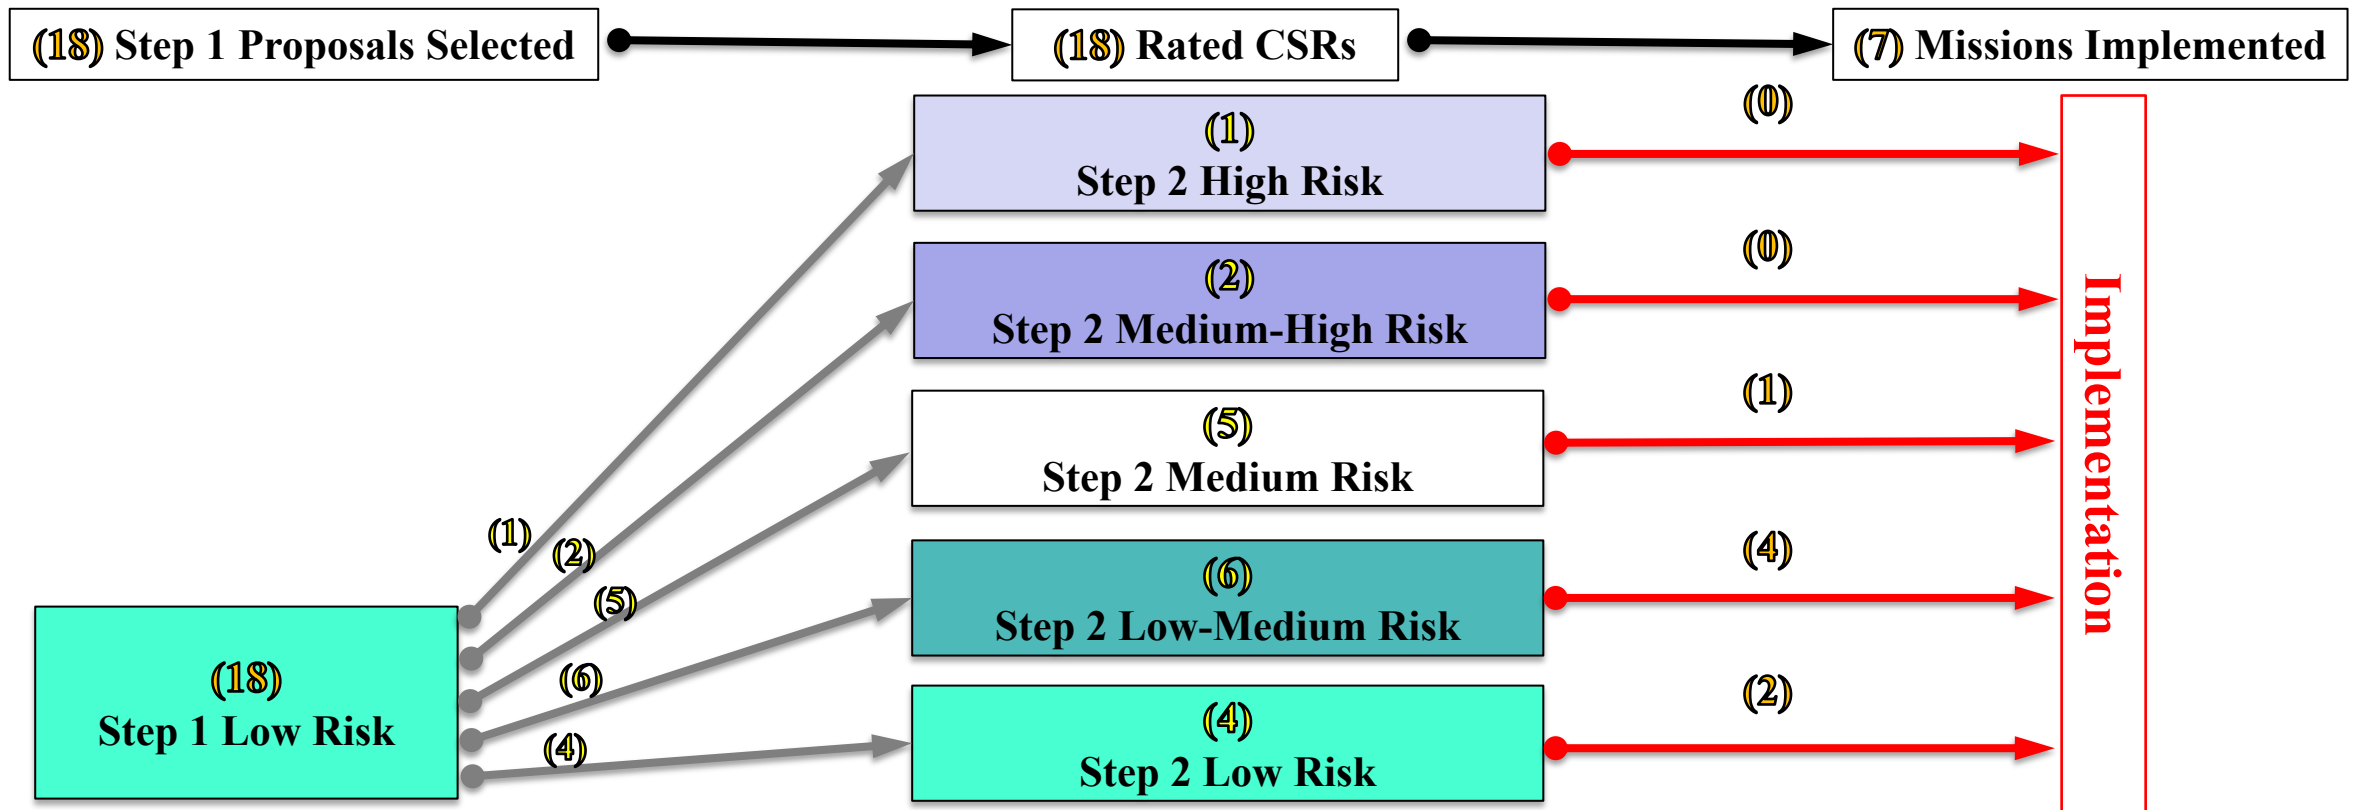 (18) Step 1 Proposals Selected
(18) Rated CSRs
(7) Missions Implemented
(1)
Step 2 High Risk
(0)
(2)
Step 2 Medium-High Risk
(0)
(5)
Step 2 Medium Risk
(1)
(6)
Step 2 Low-Medium Risk
(4)
(4)
Step 2 Low Risk
(2)
(1)
(2)
(5)
(6)
(4)
(18)
Step 1 Low Risk
Implementation